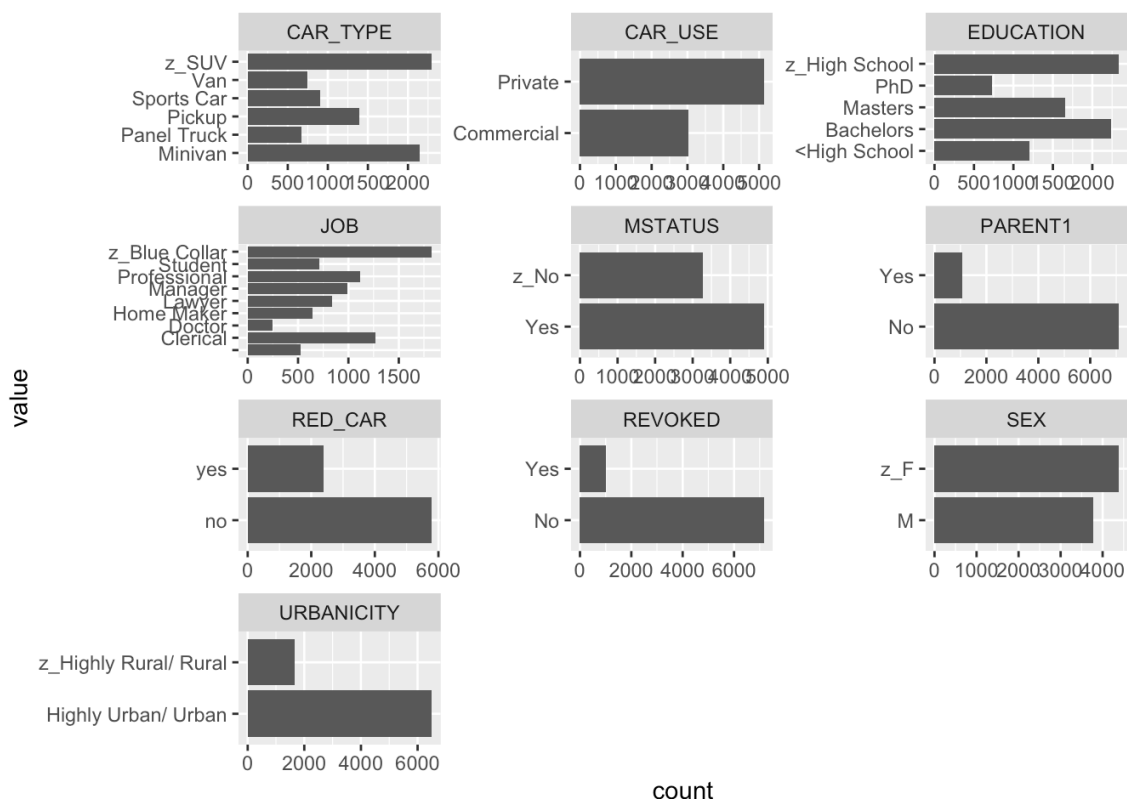 CAR_TYPE
z_SUV
Van
Sports Car
Pickup
Panel Truck
Minivan
0 500 1000 1500 2000
CAR_USE
Private
Commercial
0 1000 2000 3000 4000 5000
EDUCATION
z_High School
PhD
Masters
Bachelors
<High School
0 500 1000 1500 2000
JOB
z_Blue Collar
Student
Professional
Manager
Lawyer
Home Maker
Doctor
Clerical
0 500 1000 1500
MSTATUS
z_No
Yes
0 1000 2000 3000 4000 5000
PARENT1
Yes
No
0 2000 4000 6000
RED_CAR
yes
no
0 2000 4000 6000
REVOKED
Yes
No
0 2000 4000 6000
SEX
z_F
M
0 1000 2000 3000 4000
URBANICITY
z_Highly Rural/ Rural
Highly Urban/ Urban
0 2000 4000 6000
value
count